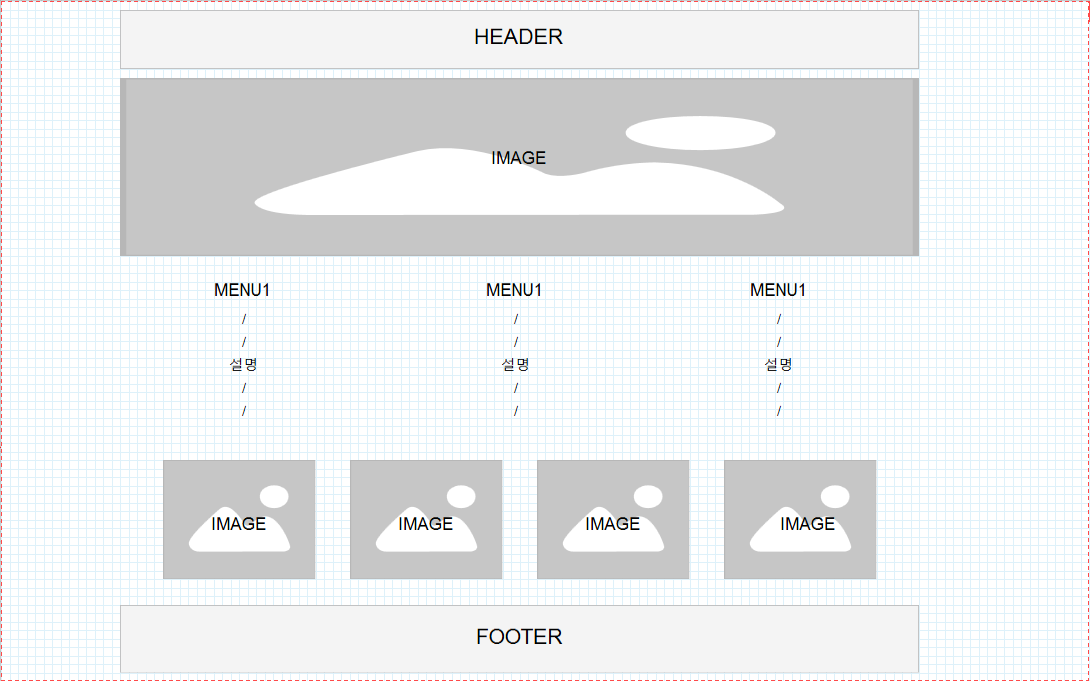 HEADER
IMAGE
MENU1 MENU1 MENU1
/ / /
/ / /
설명 설명 설명
/ / /
/ / /
IMAGE IMAGE IMAGE IMAGE
FOOTER